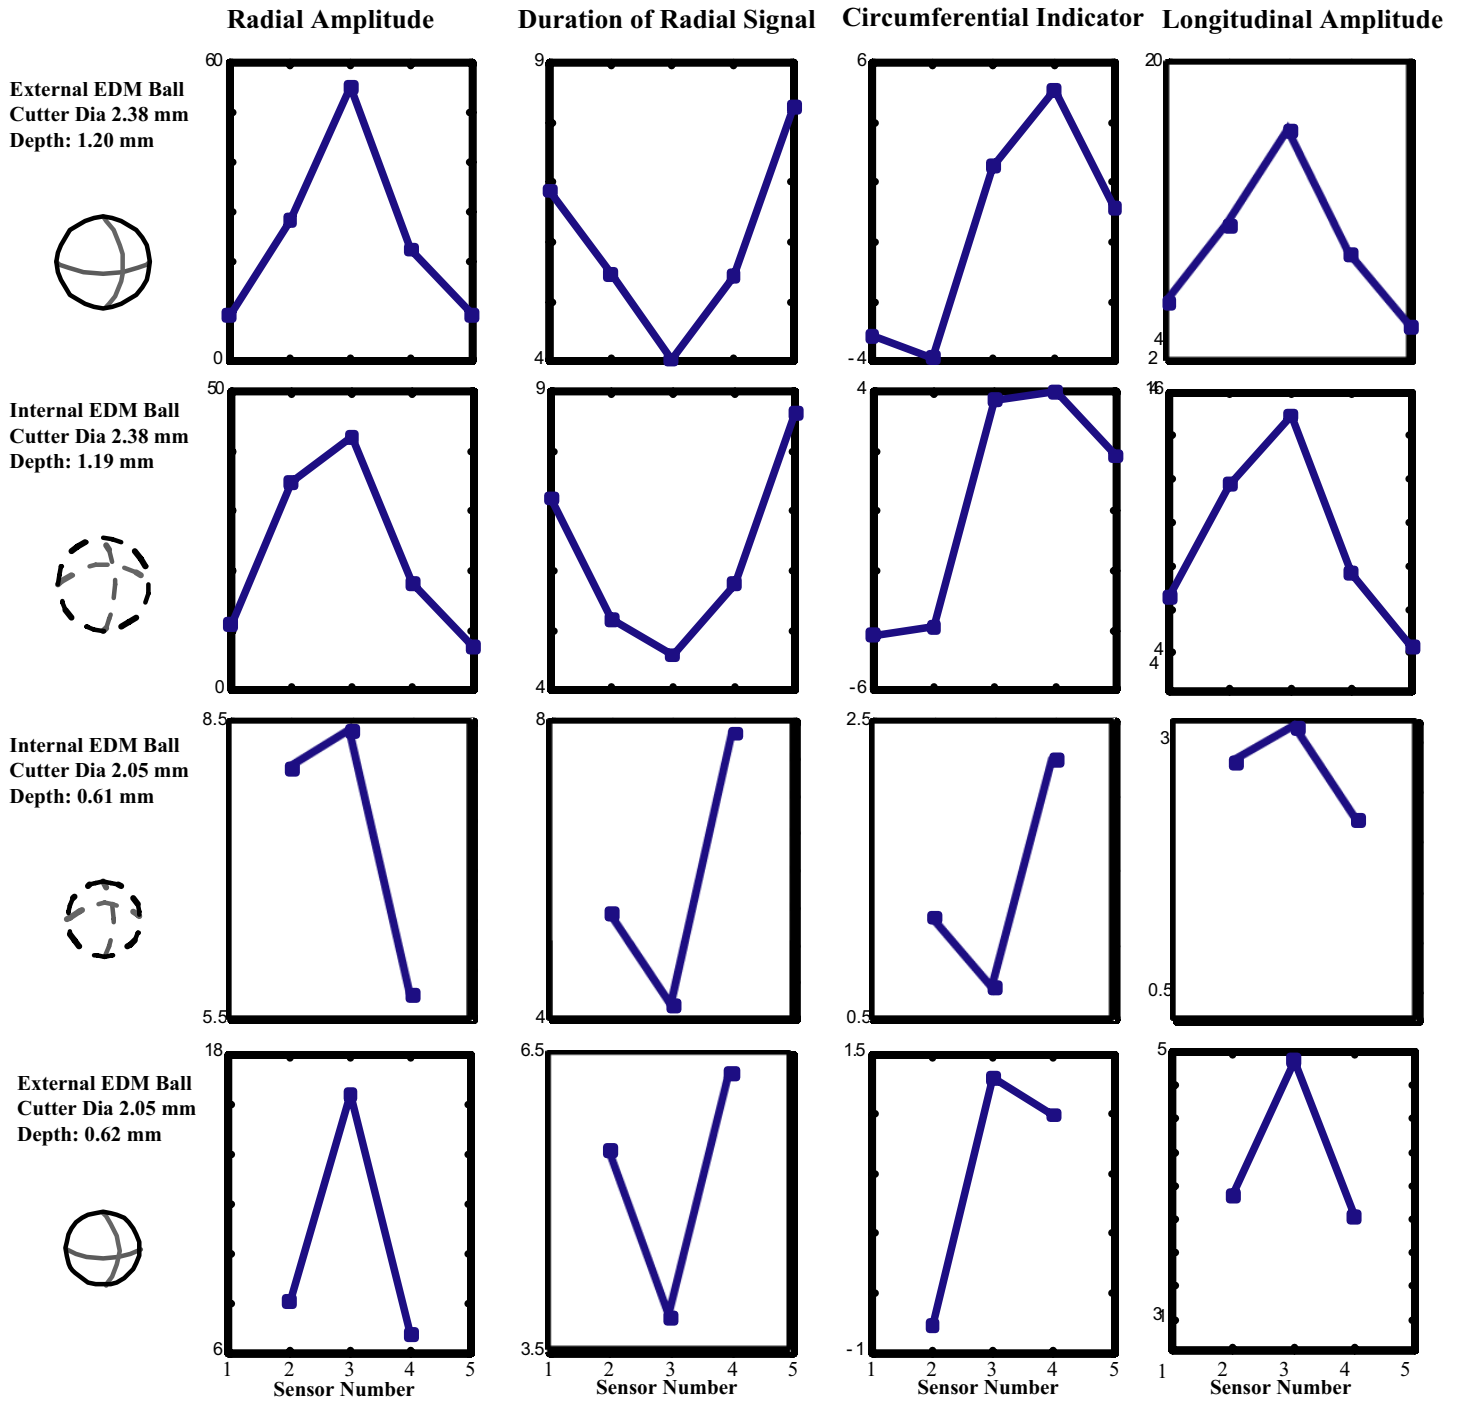 Radial Amplitude Duration of Radial Signal Circumferential Indicator Longitudinal Amplitude
60 9 6 20
External EDM Ball
Cutter Dia 2.38 mm
Depth: 1.20 mm
4
0 4 -4 2
50 9 4
Internal EDM Ball
Cutter Dia 2.38 mm
Depth: 1.19 mm
4
4
0 4 -6
8.5 8 2.5
3
Internal EDM Ball
Cutter Dia 2.05 mm
Depth: 0.61 mm
0.5
5.5 4 0.5
18 6.5 1.5 5
External EDM Ball
Cutter Dia 2.05 mm
Depth: 0.62 mm
3
1
6 3.5 -1
1 2 3 4 5 1 2 3 4 5 1 2 3 4 5 1 2 3 4 5
Sensor Number Sensor Number Sensor Number Sensor Number